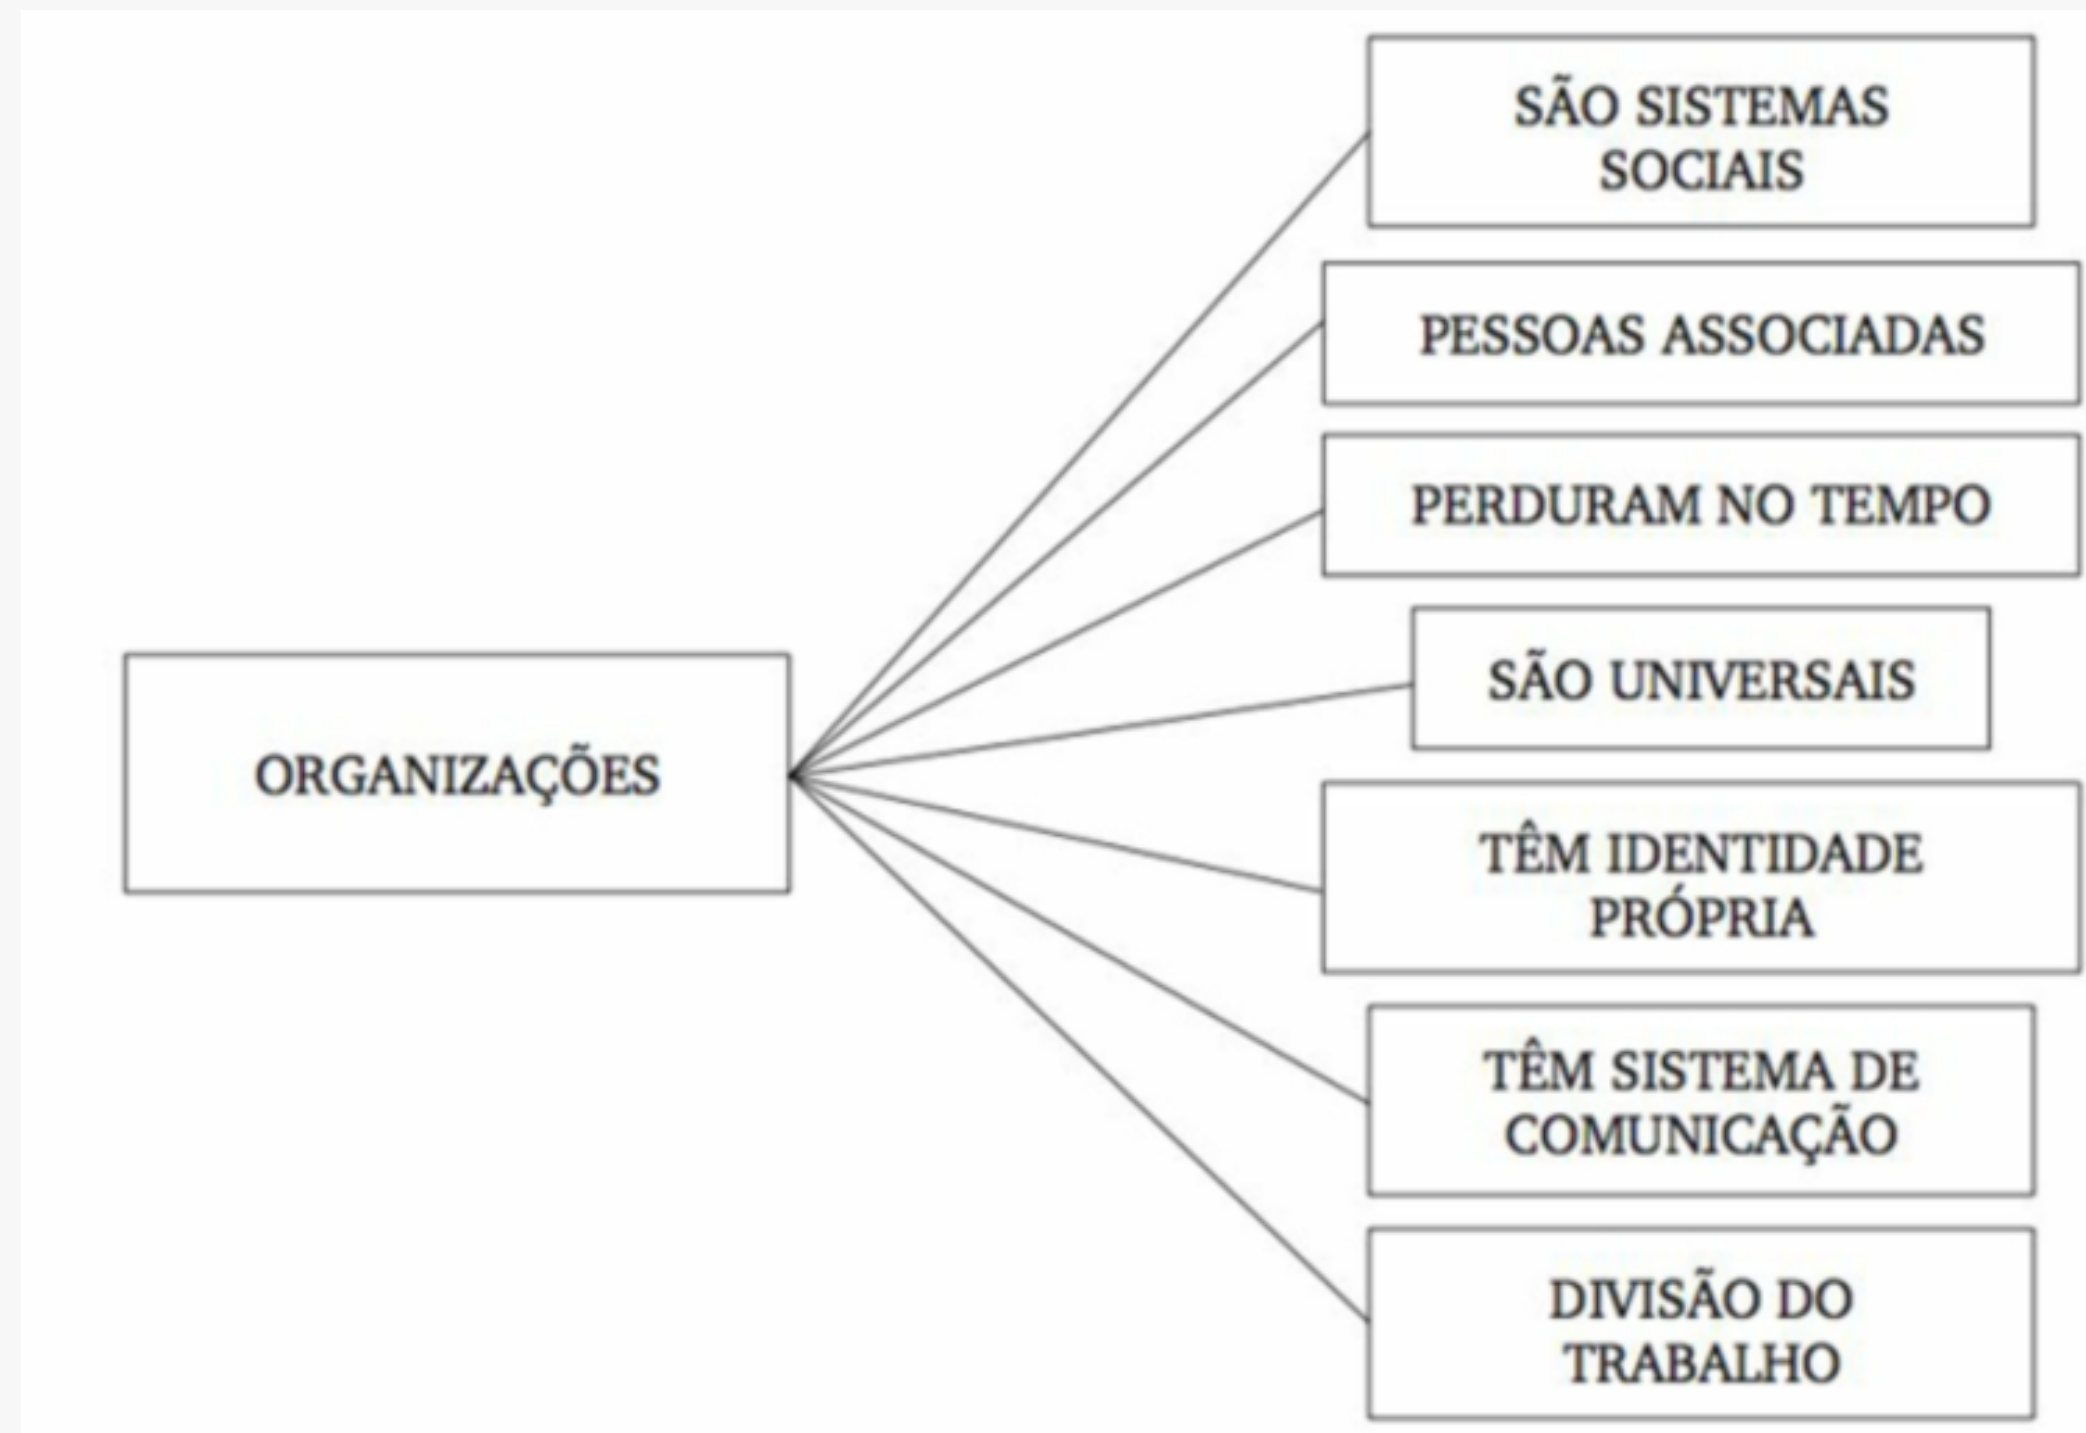 ORGANIZAÇÕES
SÃO SISTEMAS
SOCIAIS
PESSOAS ASSOCIADAS
PERDURAM NO TEMPO
SÃO UNIVERSAIS
TÊM IDENTIDADE
PRÓPRIA
TÊM SISTEMA DE
COMUNICAÇÃO
DIVISÃO DO
TRABALHO